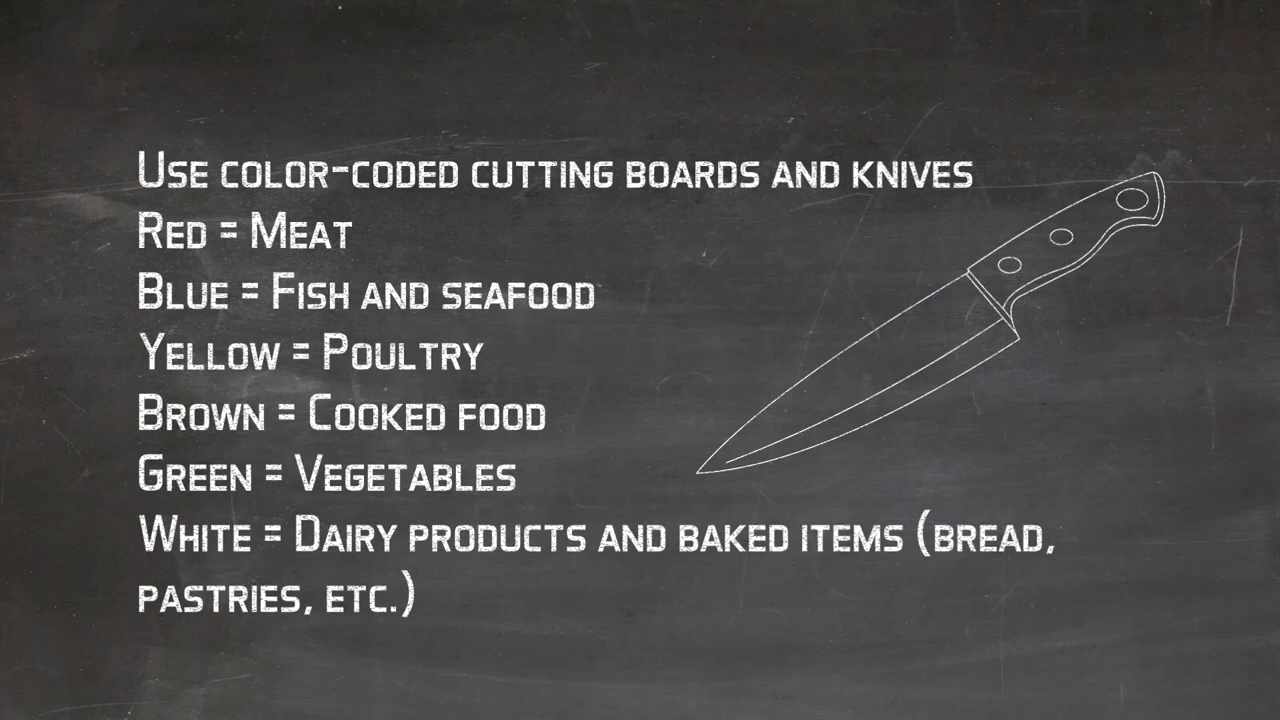 Use color-coded cutting boards and knives
Red = Meat
Blue = Fish and seafood
Yellow = Poultry
Brown = Cooked food
Green = Vegetables
White = Dairy products and baked items (bread,
pastries, etc.)